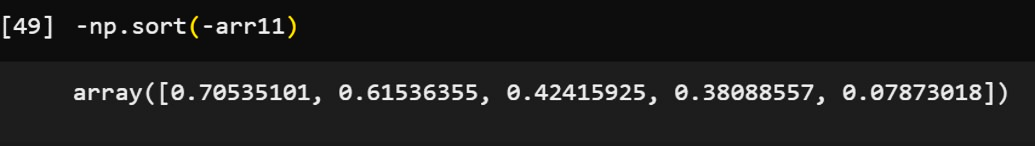 [49] -np.sort(-arr11)
array([0.70535101, 0.61536355, 0.42415925, 0.38088557, 0.07873018])